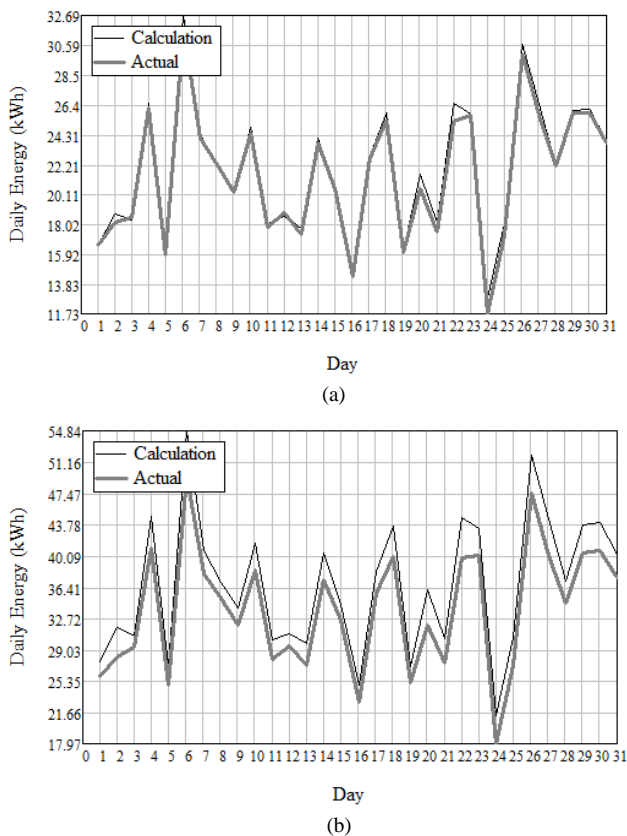 32.69
30.59
28.5
26.4
24.31
22.21
20.11
18.02
15.92
13.83
11.73
Daily Energy (kWh)
Calculation
Actual
0 1 2 3 4 5 6 7 8 9 10 11 12 13 14 15 16 17 18 19 20 21 22 23 24 25 26 27 28 29 30 31
Day
(a)
54.84
51.16
47.47
43.78
40.09
36.41
32.72
29.03
25.35
21.66
17.97
Daily Energy (kWh)
Calculation
Actual
0 1 2 3 4 5 6 7 8 9 10 11 12 13 14 15 16 17 18 19 20 21 22 23 24 25 26 27 28 29 30 31
Day
(b)